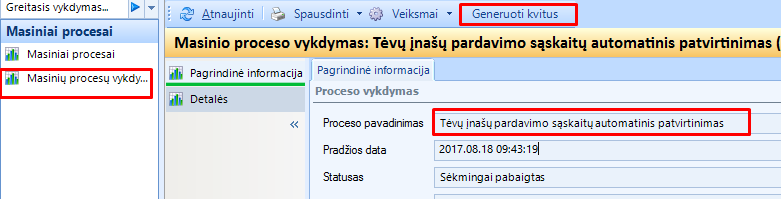 Greitasis vykdymas...
Masiniai procesai
Masiniai procesai
Masinių procesų vykdy...
Atnaujinti Spausdinti Veiksmai Generuoti kvitus
Masinio proceso vykdymas: Tėvų įnašų pardavimo sąskaitų automatinis patvirtinimas (
Pagrindinė informacija
Detalės
«
Pagrindinė informacija
Proceso vykdymas
Proceso pavadinimas Tėvų įnašų pardavimo sąskaitų automatinis patvirtinimas
Pradžios data 2017.08.18 09:43:19
Statusas Sėkmingai pabaigtas